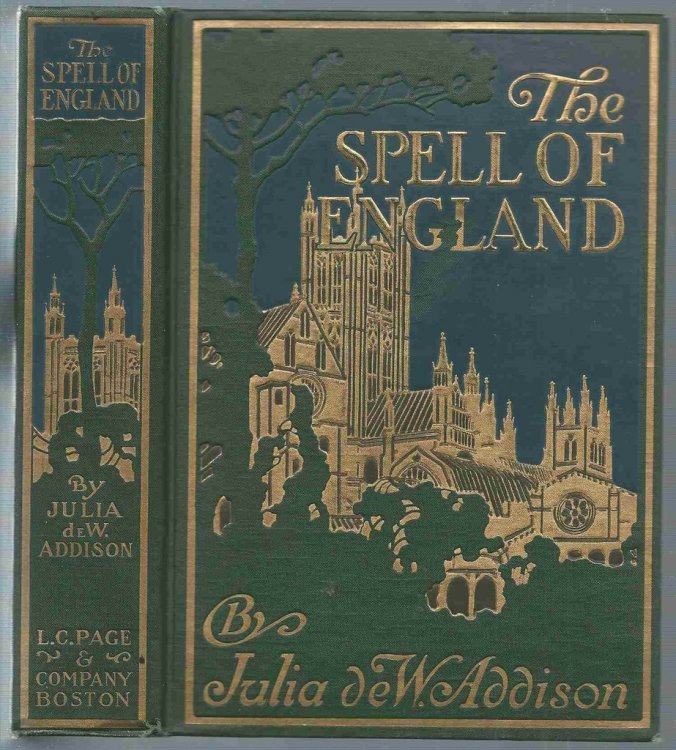 The
SPELL OF
ENGLAND
By
JULIA
deW.
ADDISON
L.C.PAGE
&
COMPANY
BOSTON
The
SPELL OF
ENGLAND
By
Julia deW. Addison